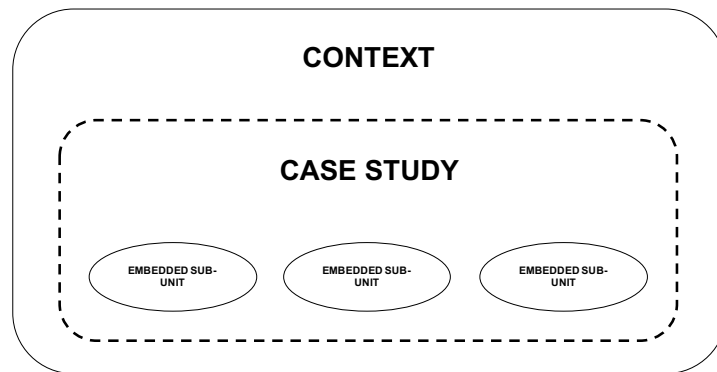 CONTEXT
CASE STUDY
EMBEDDED SUB-
UNIT
EMBEDDED SUB-
UNIT
EMBEDDED SUB-
UNIT